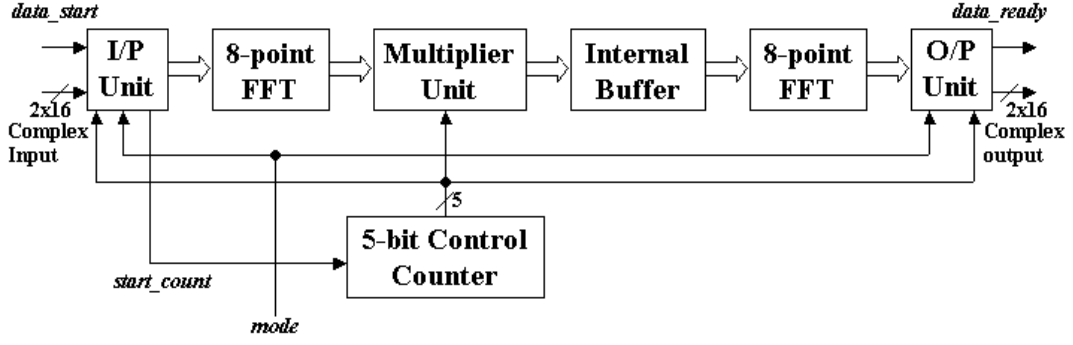 data_start
data_ready
I/P
Unit
8-point
FFT
Multiplier
Unit
Internal
Buffer
8-point
FFT
O/P
Unit
2x16
Complex
Input
2x16
Complex
output
5
5-bit Control
Counter
start_count
mode